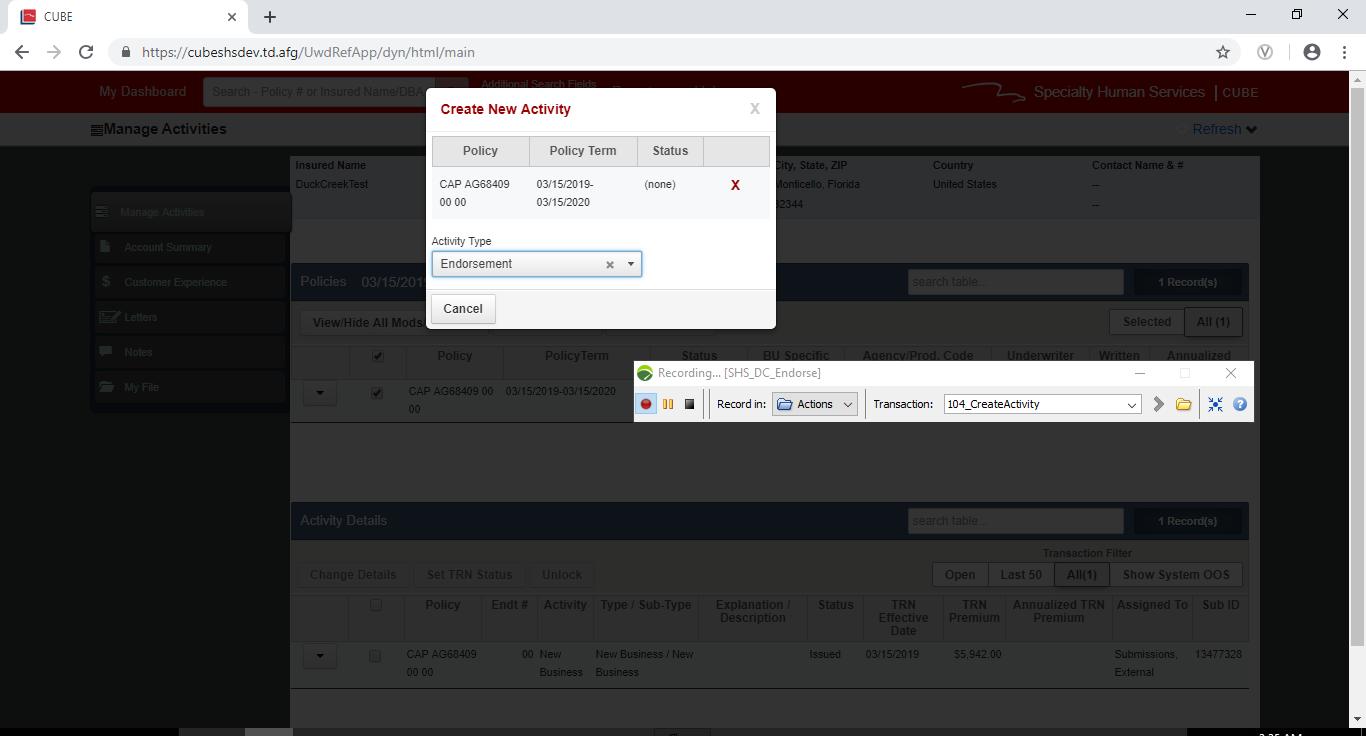 CUBE
https://cubeshsdev.td.afg/UwdRefApp/dyn/html/main
My Dashboard
Search - Policy # or Insured Name/DBA
Additional Search Fields
Specialty Human Services | CUBE
Manage Activities
Refresh
Create New Activity
X
Policy Policy Term Status
CAP AG68409 03/15/2019- (none) X
00 00 03/15/2020
Activity Type
Endorsement
Cancel
Insured Name
DuckCreekTest
City, State, ZIP
Monticello, Florida
32344
Country
United States
Contact Name & #
--
--
Manage Activities
Account Summary
Customer Experience
Letters
Notes
My File
Policies 03/15/201
search table...
1 Record(s)
View/Hide All Mods
Selected
All (1)
Policy PolicyTerm Status BU Specific Agency/Prod. Code Underwriter Written Annualized
CAP AG68409 00 03/15/2019-03/15/2020
00
Recording... [SHS_DC_Endorse]
Record in: Actions Transaction: 104_CreateActivity
Activity Details
search table...
1 Record(s)
Transaction Filter
Change Details Set TRN Status Unlock
Open Last 50 All(1) Show System OOS
Policy Endt # Activity Type / Sub-Type Explanation / Status TRN TRN Annualized TRN Assigned To Sub ID
Description Effective Premium Premium
Date
CAP AG68409 00 New New Business / New Issued 03/15/2019 $5,942.00 Submissions, 13477328
00 00 Business Business External